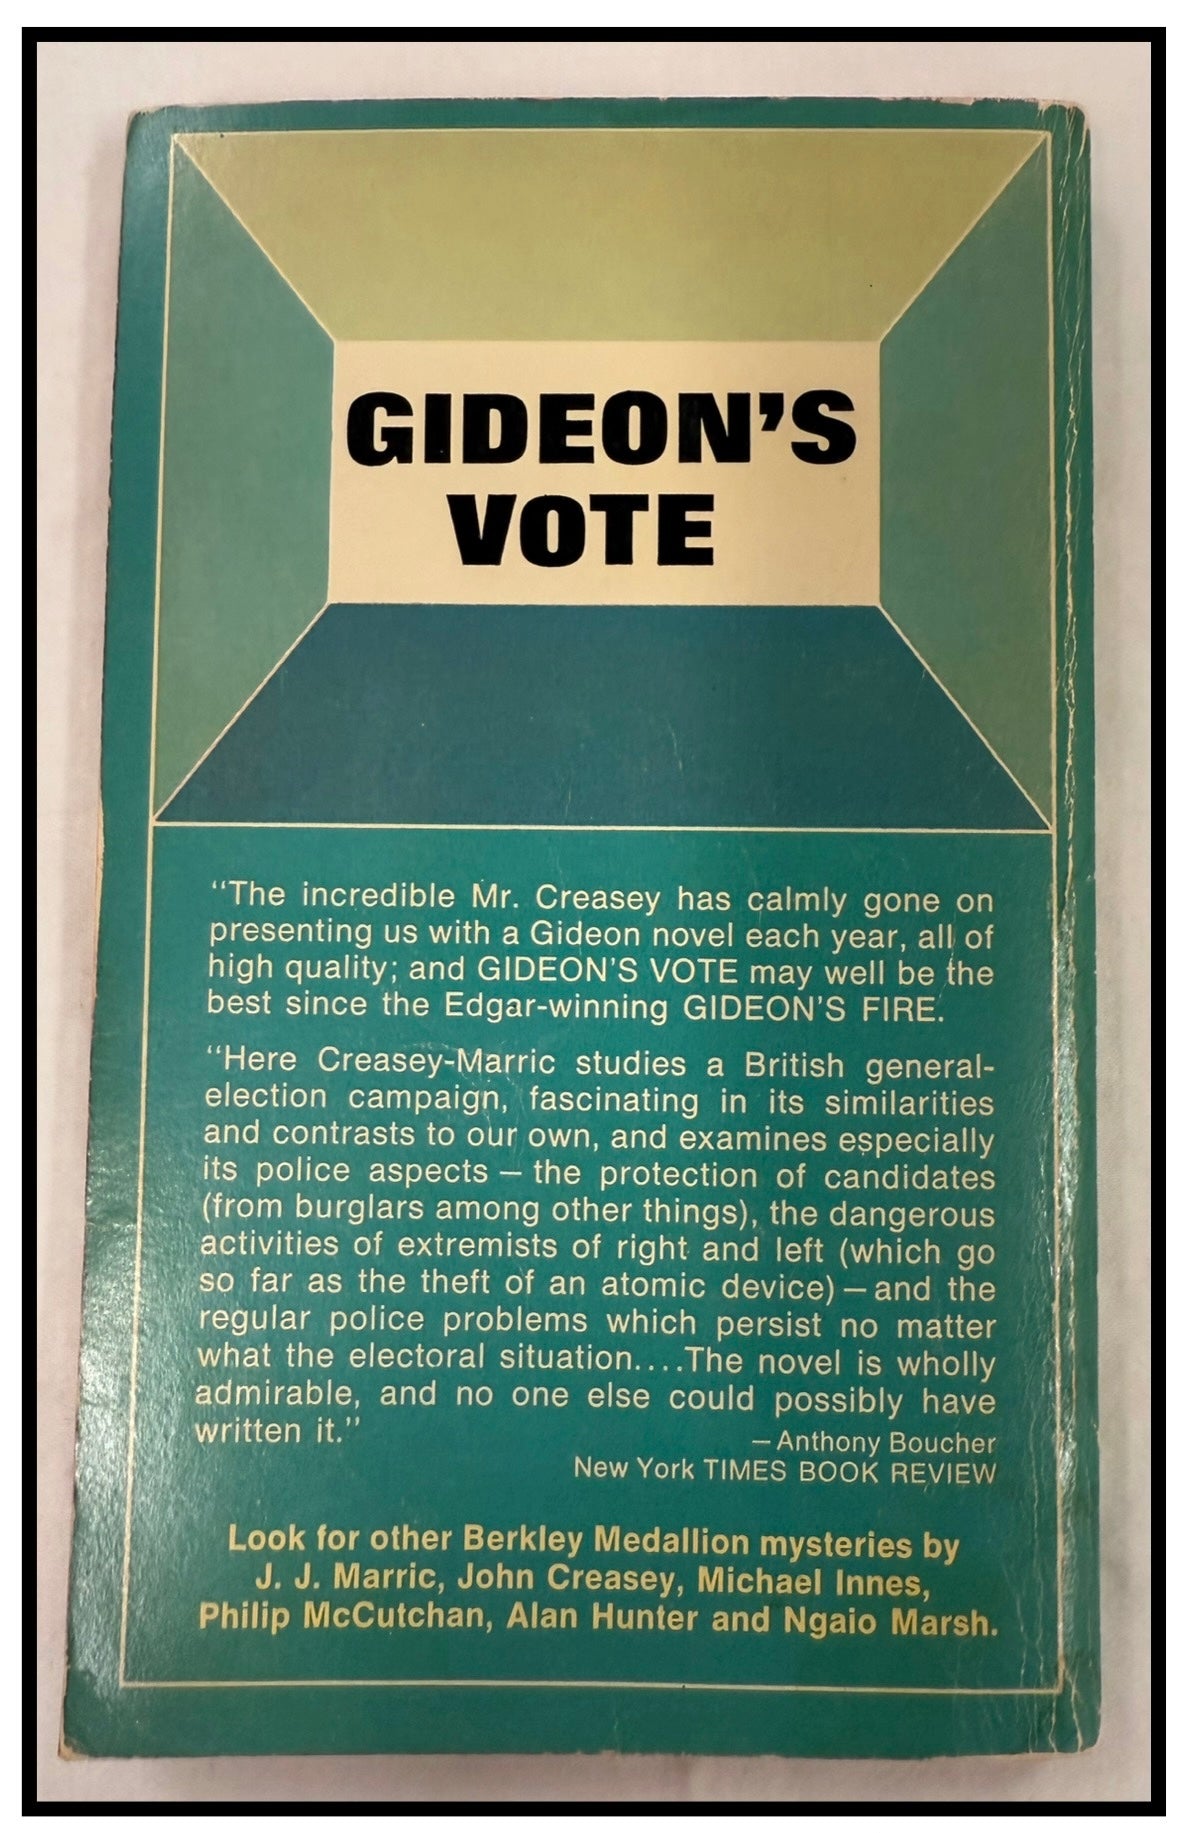 GIDEON'S
VOTE
“The incredible Mr. Creasey has calmly gone on
presenting us with a Gideon novel each year, all of
high quality; and GIDEON'S VOTE may well be the
best since the Edgar-winning GIDEON'S FIRE.
“Here Creasey-Marric studies a British general-
election campaign, fascinating in its similarities
and contrasts to our own, and examines especially
its police aspects — the protection of candidates
(from burglars among other things), the dangerous
activities of extremists of right and left (which go
so far as the theft of an atomic device) — and the
regular police problems which persist no matter
what the electoral situation....The novel is wholly
admirable, and no one else could possibly have
written it.”
— Anthony Boucher
New York TIMES BOOK REVIEW
Look for other Berkley Medallion mysteries by
J. J. Marric, John Creasey, Michael Innes,
Philip McCutchan, Alan Hunter and Ngaio Marsh.